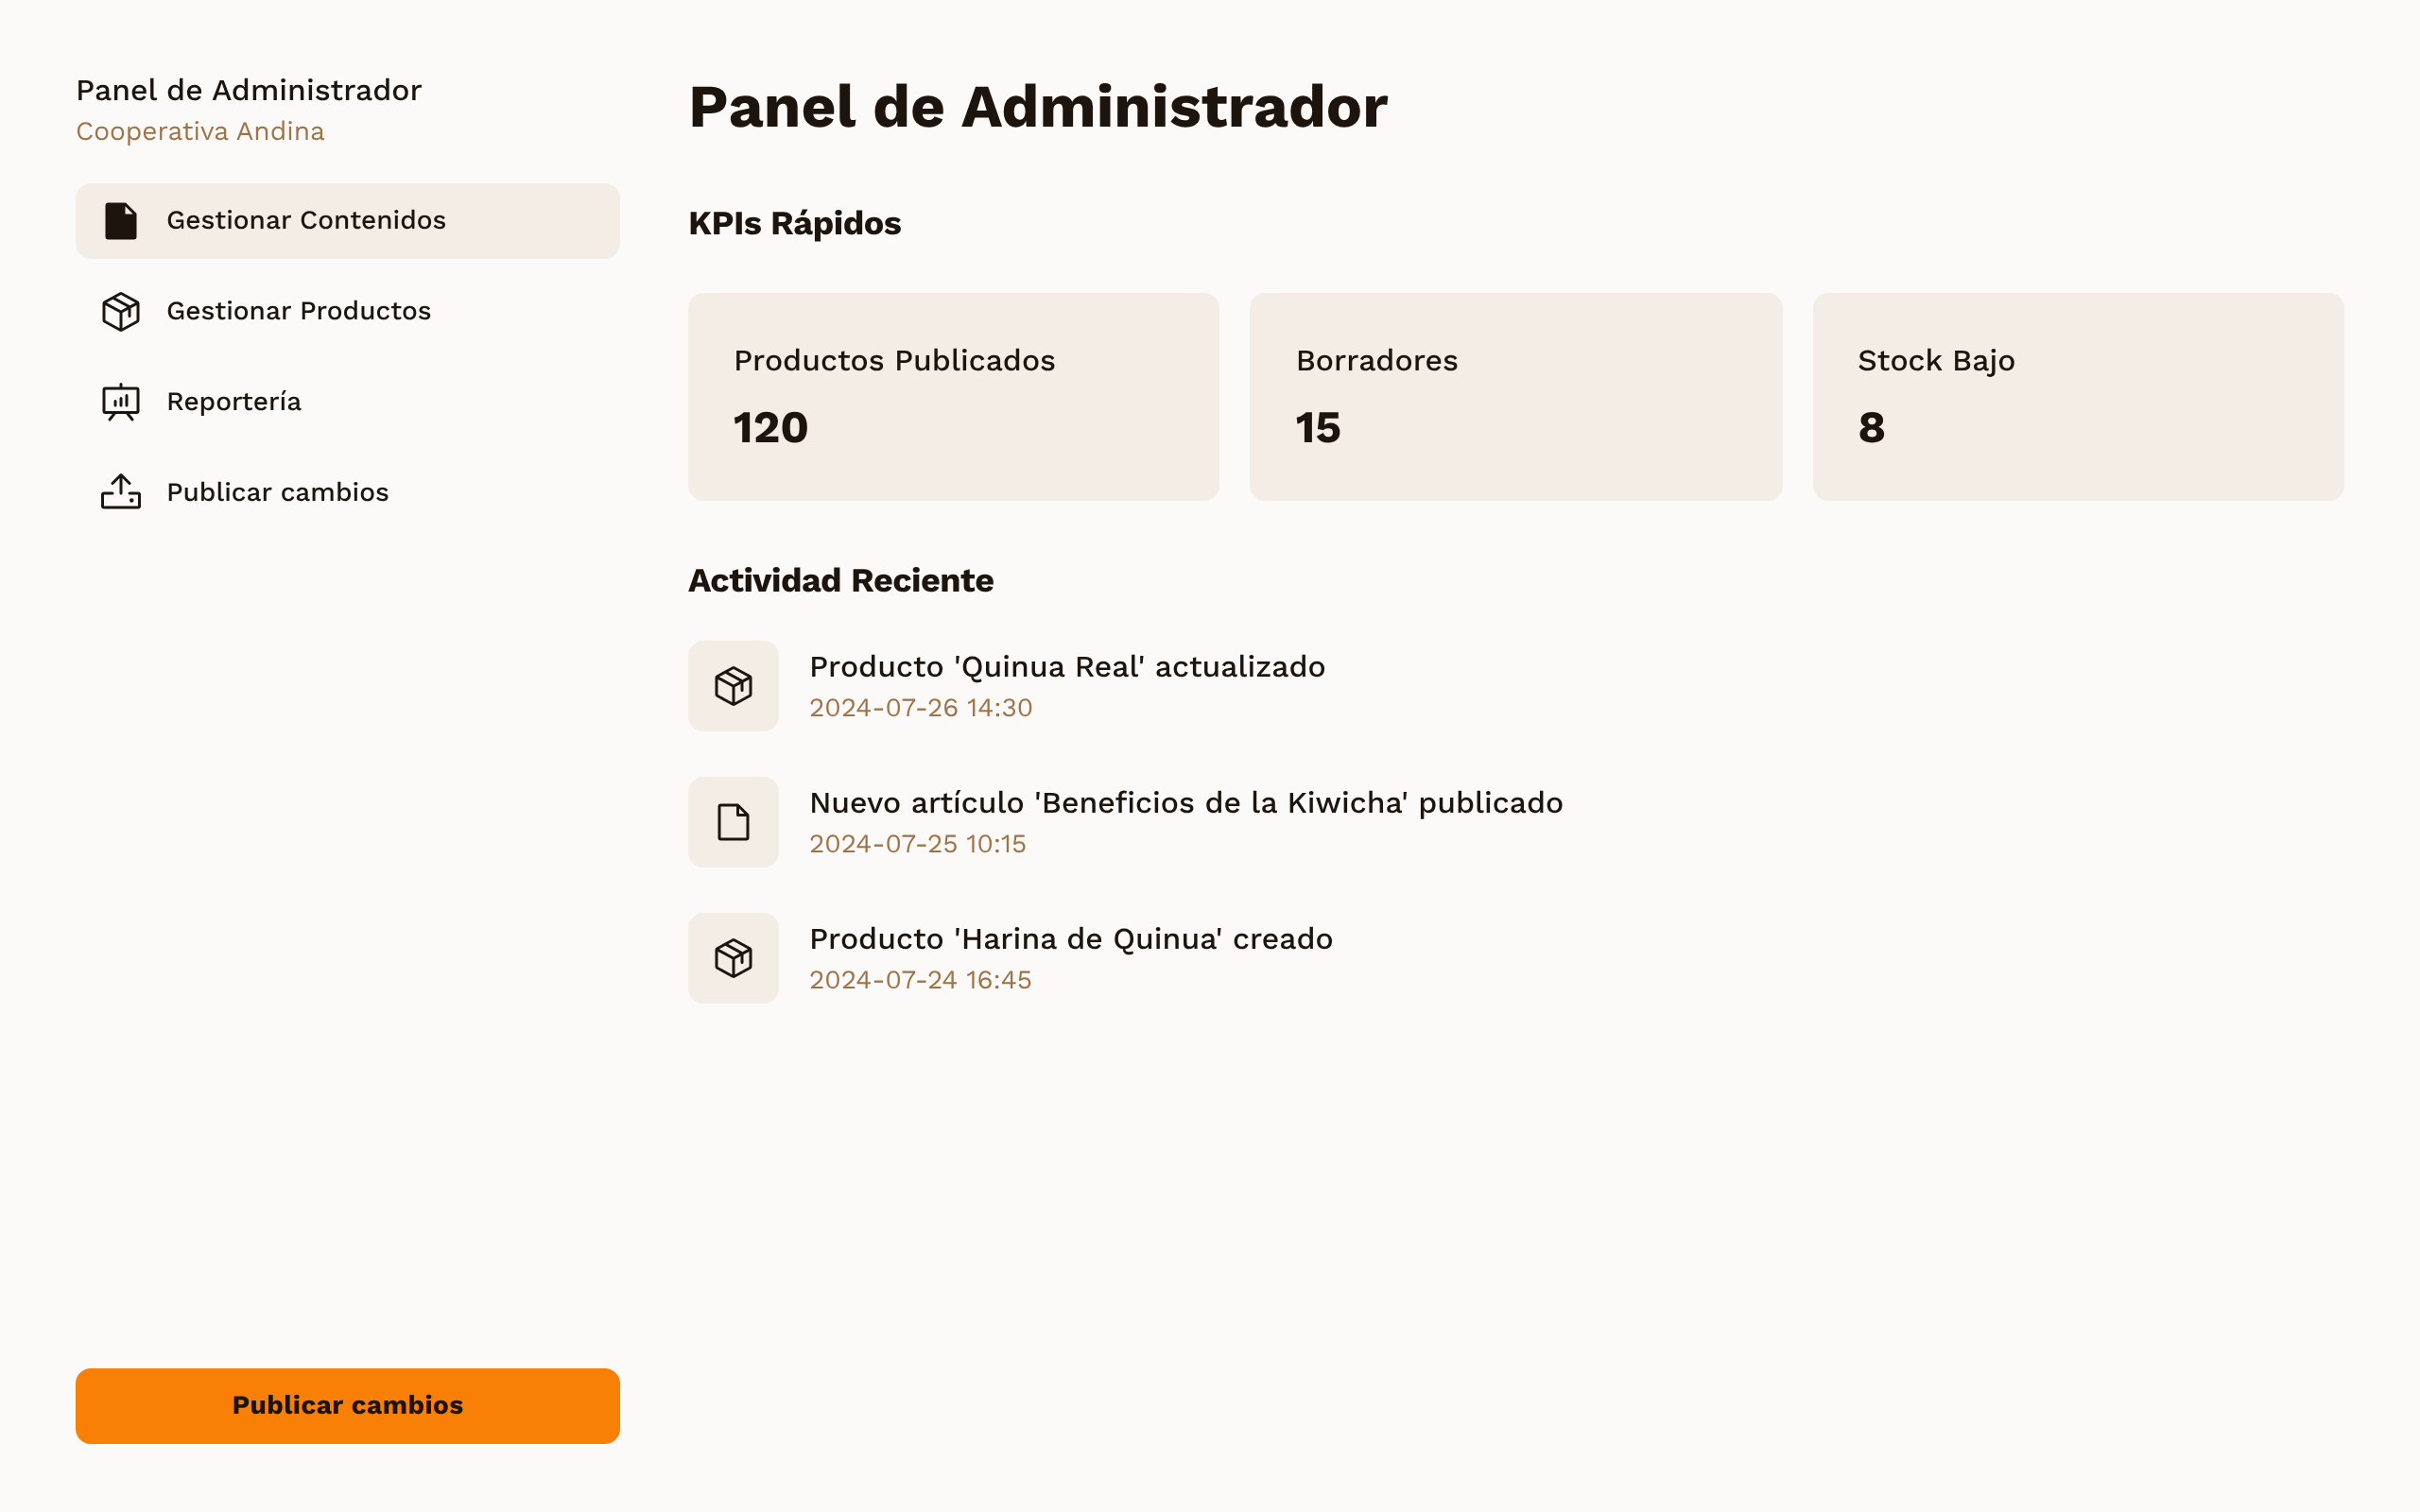 Panel de Administrador
Cooperativa Andina
Gestionar Contenidos
Gestionar Productos
Reportería
Publicar cambios
Publicar cambios
Panel de Administrador
KPIs Rápidos
Productos Publicados
120
Borradores
15
Stock Bajo
8
Actividad Reciente
Producto 'Quinua Real' actualizado
2024-07-26 14:30
Nuevo artículo 'Beneficios de la Kiwicha' publicado
2024-07-25 10:15
Producto 'Harina de Quinua' creado
2024-07-24 16:45